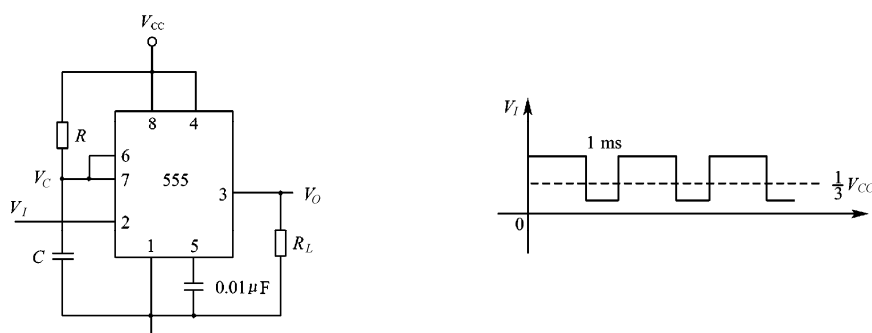 V_CC
8 4
R
6
V_C 7 555
3 V_O
V_I
2
1 5 R_L
C
0.01μF
V_I
1 ms
1/3 V_CC
0